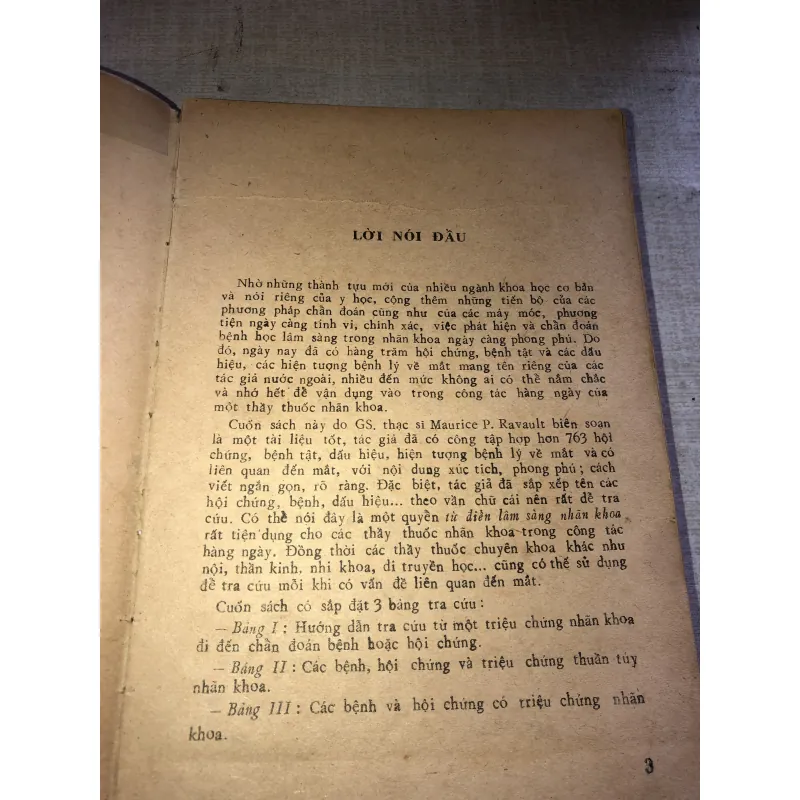 LỜI NÓI ĐẦU
Nhờ những thành tựu mới của nhiều ngành khoa học cơ bản
và nói riêng của y học, cộng thêm những tiến bộ của các
phương pháp chẩn đoán cũng như của các máy móc, phương
tiện ngày càng tinh vi, chính xác, việc phát hiện và chẩn đoán
bệnh học lâm sàng trong nhãn khoa ngày càng phong phú. Do
đó, ngày nay đã có hàng trăm hội chứng, bệnh tật và các dấu
hiệu, các hiện tượng bệnh lý về mắt mang tên riêng của các
tác giả nước ngoài, nhiều đến mức không ai có thể nắm chắc
và nhớ hết để vận dụng vào trong công tác hàng ngày của
một thầy thuốc nhãn khoa.
Cuốn sách này do GS. thạc sĩ Maurice P. Ravault biên soạn
là một tài liệu tốt, tác giả đã có công tập hợp hơn 763 hội
chứng, bệnh tật, dấu hiệu, hiện tượng bệnh lý về mắt và có
liên quan đến mắt, với nội dung xúc tích, phong phú; cách
viết ngắn gọn, rõ ràng. Đặc biệt, tác giả đã sắp xếp tên các
hội chứng, bệnh, dấu hiệu... theo vần chữ cái nên rất dễ tra
cứu. Có thể nói đây là một quyển từ điển lâm sàng nhãn khoa
rất tiện dụng cho các thầy thuốc nhãn khoa trong công tác
hàng ngày. Đồng thời các thầy thuốc chuyên khoa khác như
nội, thần kinh, nhi khoa, di truyền học... cũng có thể sử dụng
để tra cứu mỗi khi có vấn đề liên quan đến mắt.
Cuốn sách có sắp đặt 3 bảng tra cứu:
— Bảng I: Hướng dẫn tra cứu từ một triệu chứng nhãn khoa
đi đến chẩn đoán bệnh hoặc hội chứng.
— Bảng II: Các bệnh, hội chứng và triệu chứng thuần túy
nhãn khoa.
— Bảng III: Các bệnh và hội chứng có triệu chứng nhãn
khoa.
3